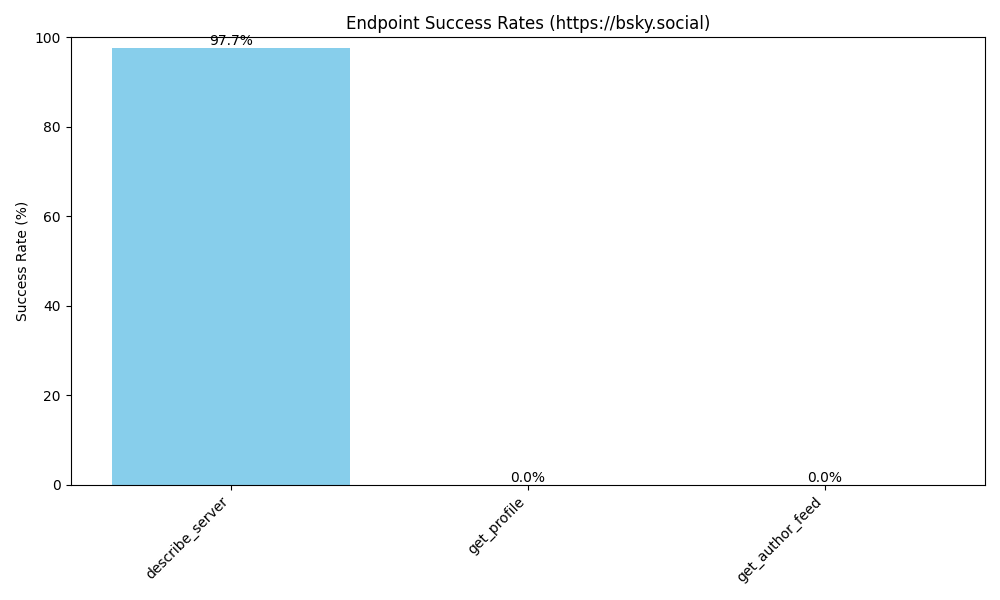 Endpoint Success Rates (https://bsky.social)
Success Rate (%)
100
80
60
40
20
0
97.7%
0.0%
0.0%
describe_server
get_profile
get_author_feed